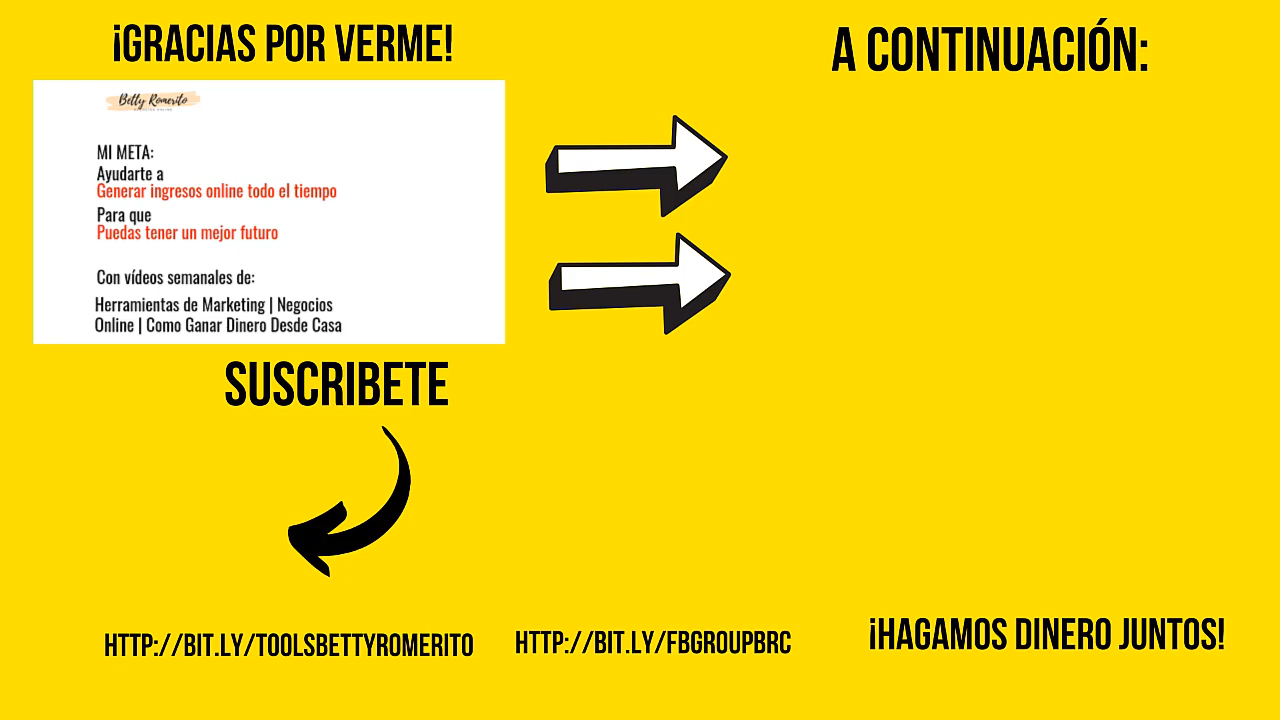 ¡GRACIAS POR VERME!
A CONTINUACIÓN:
Betty Romerito
MI META:
Ayudarte a
Generar ingresos online todo el tiempo
Para que
Puedas tener un mejor futuro
Con vídeos semanales de:
Herramientas de Marketing | Negocios
Online | Como Ganar Dinero Desde Casa
SUSCRIBETE
HTTP://BIT.LY/TOOLSBETTYROMERITO
HTTP://BIT.LY/FBGROUPBRC
¡HAGAMOS DINERO JUNTOS!